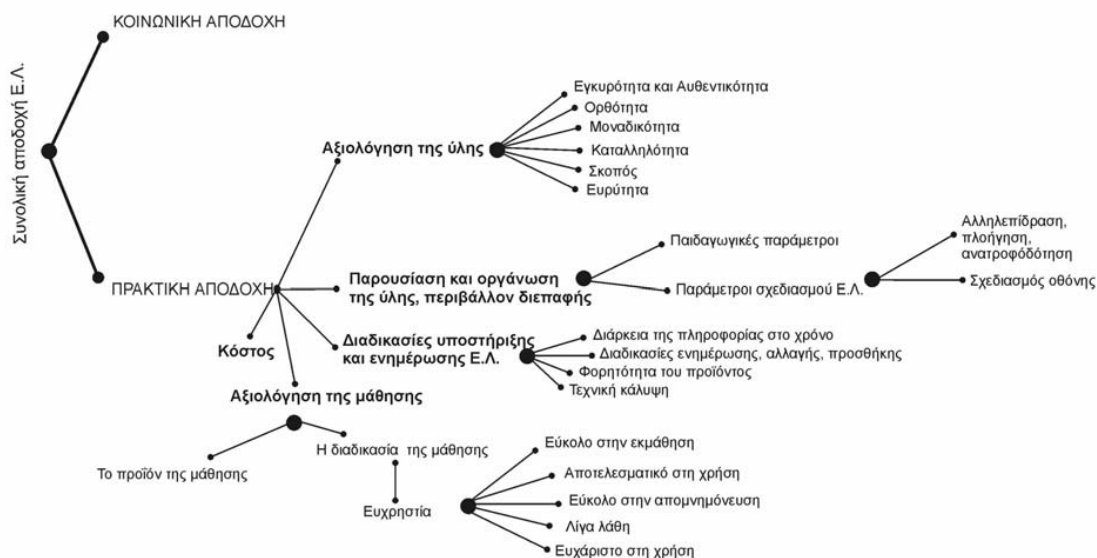 Συνολική αποδοχή Ε.Λ.
ΚΟΙΝΩΝΙΚΗ ΑΠΟΔΟΧΗ
ΠΡΑΚΤΙΚΗ ΑΠΟΔΟΧΗ
Αξιολόγηση της ύλης
Εγκυρότητα και Αυθεντικότητα
Ορθότητα
Μοναδικότητα
Καταλληλότητα
Σκοπός
Ευρύτητα
Παρουσίαση και οργάνωση
της ύλης, περιβάλλον διεπαφής
Παιδαγωγικές παράμετροι
Παράμετροι σχεδιασμού Ε.Λ.
Αλληλεπίδραση,
πλοήγηση,
ανατροφόδότηση
Σχεδιασμός οθόνης
Διαδικασίες υποστήριξης
και ενημέρωσης Ε.Λ.
Διάρκεια της πληροφορίας στο χρόνο
Διαδικασίες ενημέρωσης, αλλαγής, προσθήκης
Φορητότητα του προϊόντος
Τεχνική κάλυψη
Κόστος
Αξιολόγηση της μάθησης
Το προϊόν της μάθησης
Η διαδικασία της μάθησης
Ευχρηστία
Εύκολο στην εκμάθηση
Αποτελεσματικό στη χρήση
Εύκολο στην απομνημόνευση
Λίγα λάθη
Ευχάριστο στη χρήση